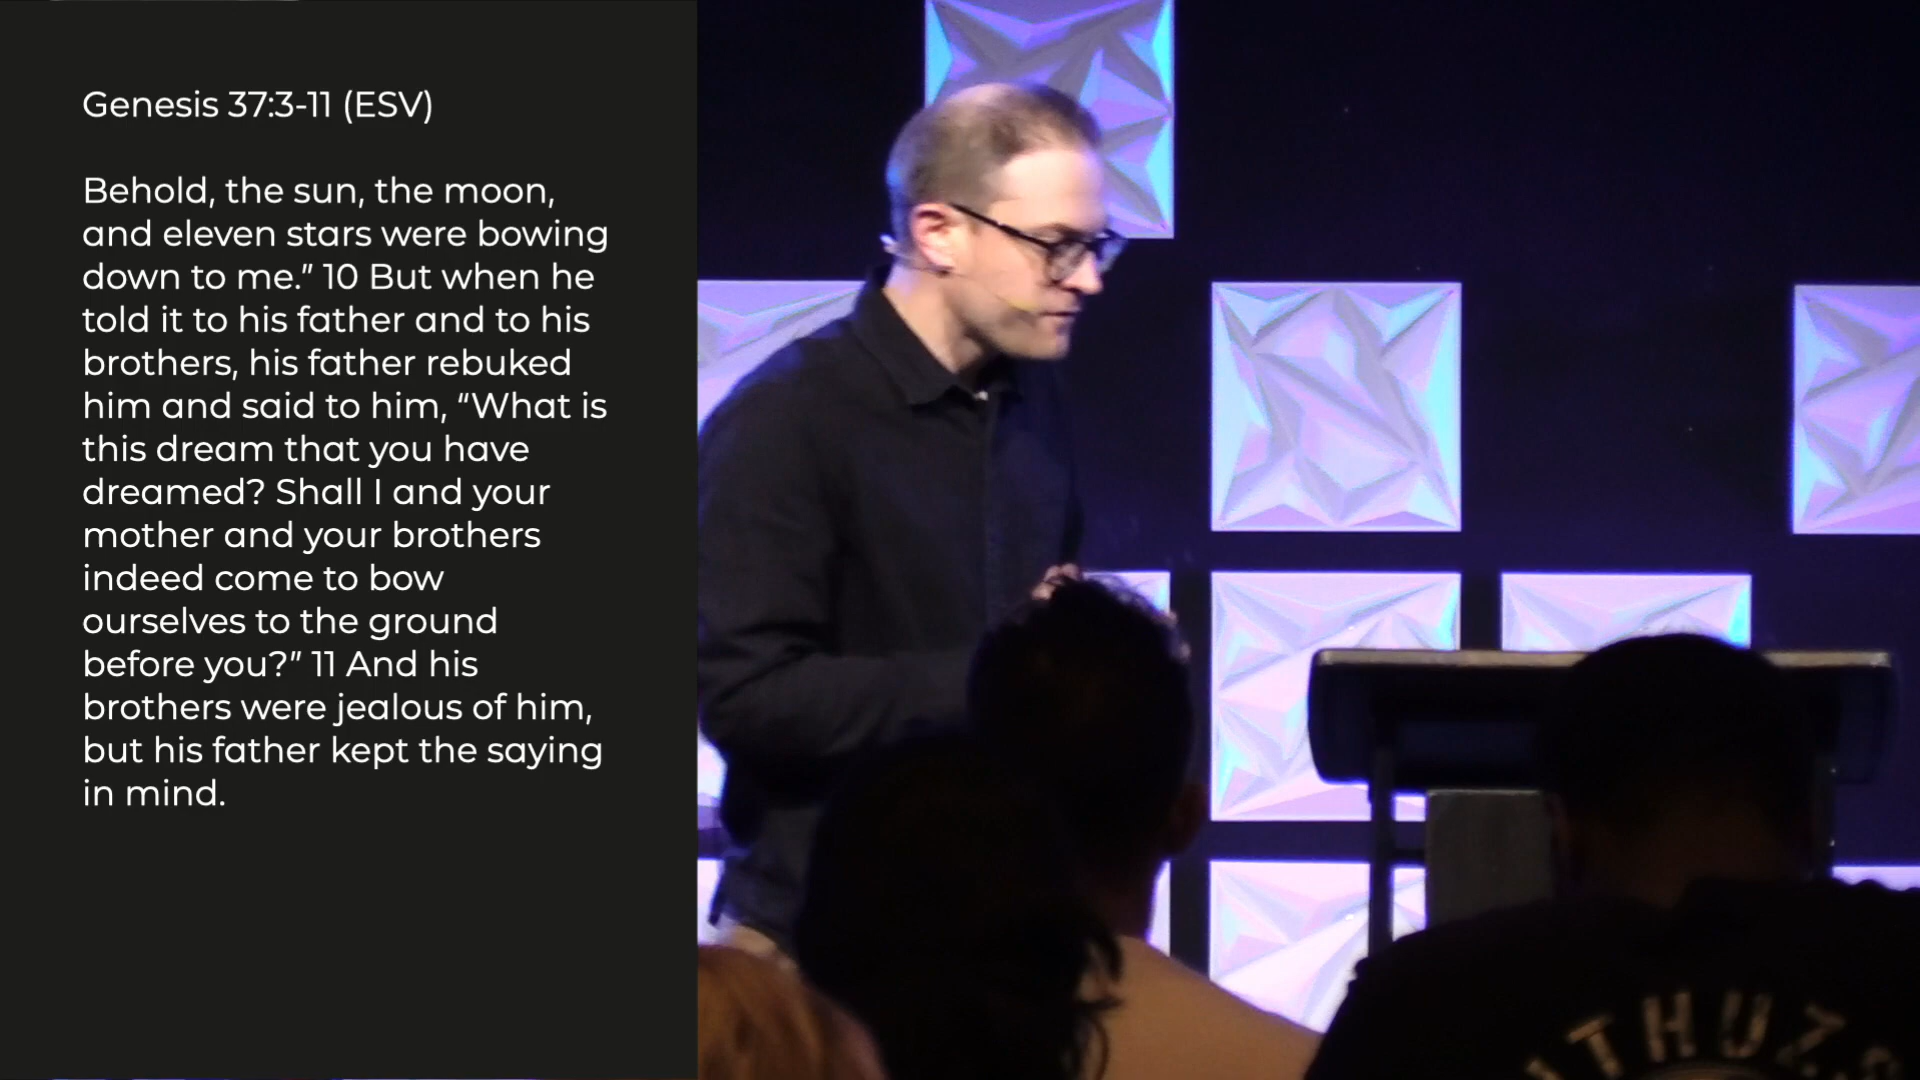 Genesis 37:3-11 (ESV)
Behold, the sun, the moon,
and eleven stars were bowing
down to me.” 10 But when he
told it to his father and to his
brothers, his father rebuked
him and said to him, “What is
this dream that you have
dreamed? Shall I and your
mother and your brothers
indeed come to bow
ourselves to the ground
before you?” 11 And his
brothers were jealous of him,
but his father kept the saying
in mind.